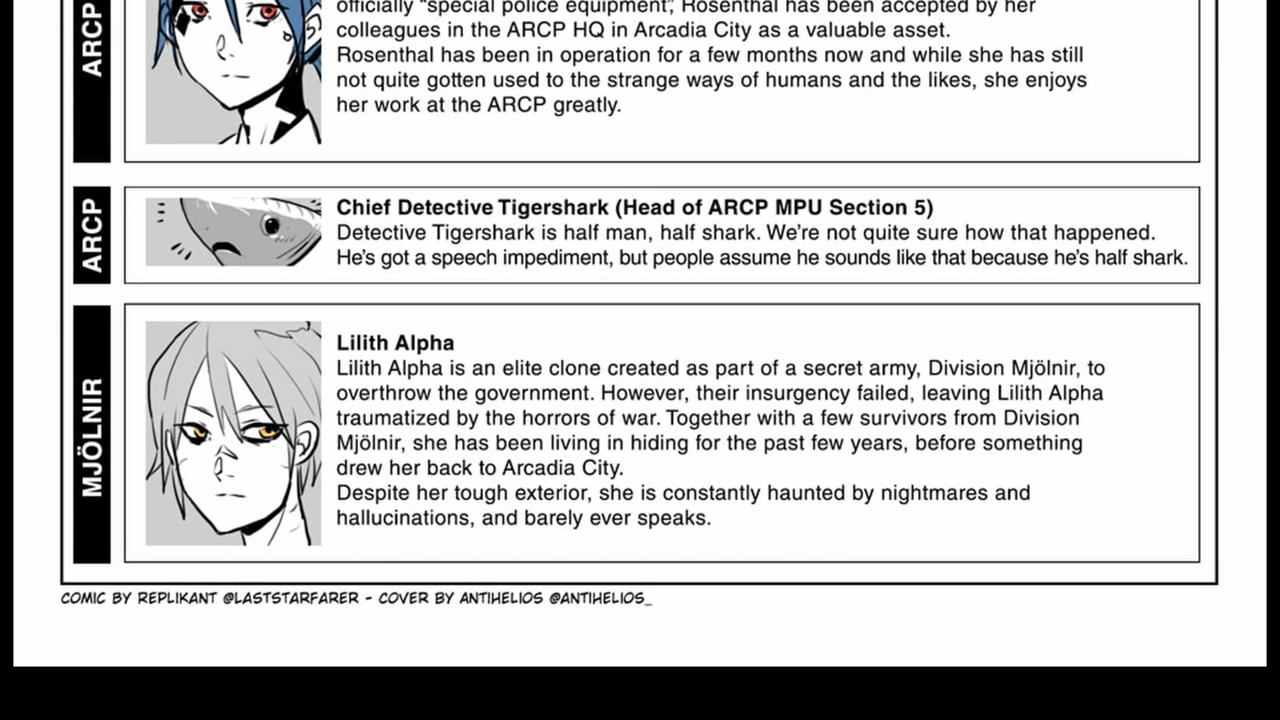 ARCP
officially "special police equipment", Rosenthal has been accepted by her
colleagues in the ARCP HQ in Arcadia City as a valuable asset.
Rosenthal has been in operation for a few months now and while she has still
not quite gotten used to the strange ways of humans and the likes, she enjoys
her work at the ARCP greatly.
ARCP
Chief Detective Tigershark (Head of ARCP MPU Section 5)
Detective Tigershark is half man, half shark. We're not quite sure how that happened.
He's got a speech impediment, but people assume he sounds like that because he's half shark.
MJÖLNIR
Lilith Alpha
Lilith Alpha is an elite clone created as part of a secret army, Division Mjölnir, to
overthrow the government. However, their insurgency failed, leaving Lilith Alpha
traumatized by the horrors of war. Together with a few survivors from Division
Mjölnir, she has been living in hiding for the past few years, before something
drew her back to Arcadia City.
Despite her tough exterior, she is constantly haunted by nightmares and
hallucinations, and barely ever speaks.
COMIC BY REPLIKANT @LASTSTARFARER - COVER BY ANTIHELIOS @ANTIHELIOS_